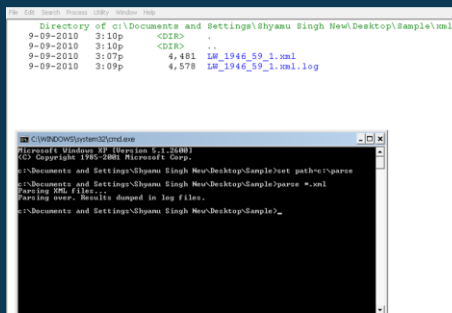 File Edit Search Process Utility Window Help
Directory of c:\Documents and Settings\Shyamu Singh New\Desktop\Sample\xml
9-09-2010 3:10p <DIR> .
9-09-2010 3:10p <DIR> ..
9-09-2010 3:07p 4,481 LW_1946_59_1.xml
9-09-2010 3:09p 4,578 LW_1946_59_1.xml.log
C:\WINDOWS\system32\cmd.exe
Microsoft Windows XP [Version 5.1.2600]
(C) Copyright 1985-2001 Microsoft Corp.
c:\Documents and Settings\Shyamu Singh New\Desktop\Sample>set path=c:\parse
c:\Documents and Settings\Shyamu Singh New\Desktop\Sample>parse *.xml
Parsing XML files...
Parsing over. Results dumped in log files.
c:\Documents and Settings\Shyamu Singh New\Desktop\Sample>_